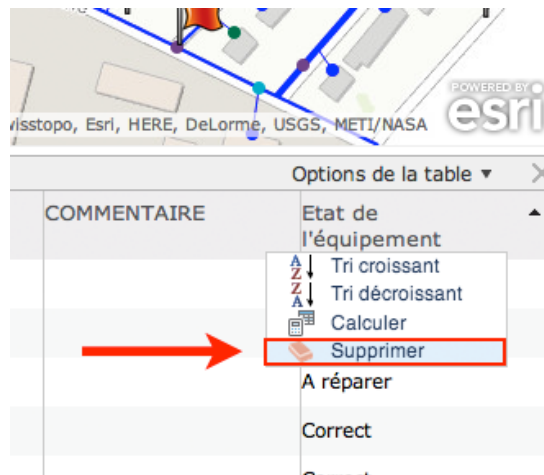 POWERED BY
esri
visstopo, Esri, HERE, DeLorme, USGS, METI/NASA
Options de la table
COMMENTAIRE
Etat de
l'équipement
Tri croissant
Tri décroissant
Calculer
Supprimer
A réparer
Correct